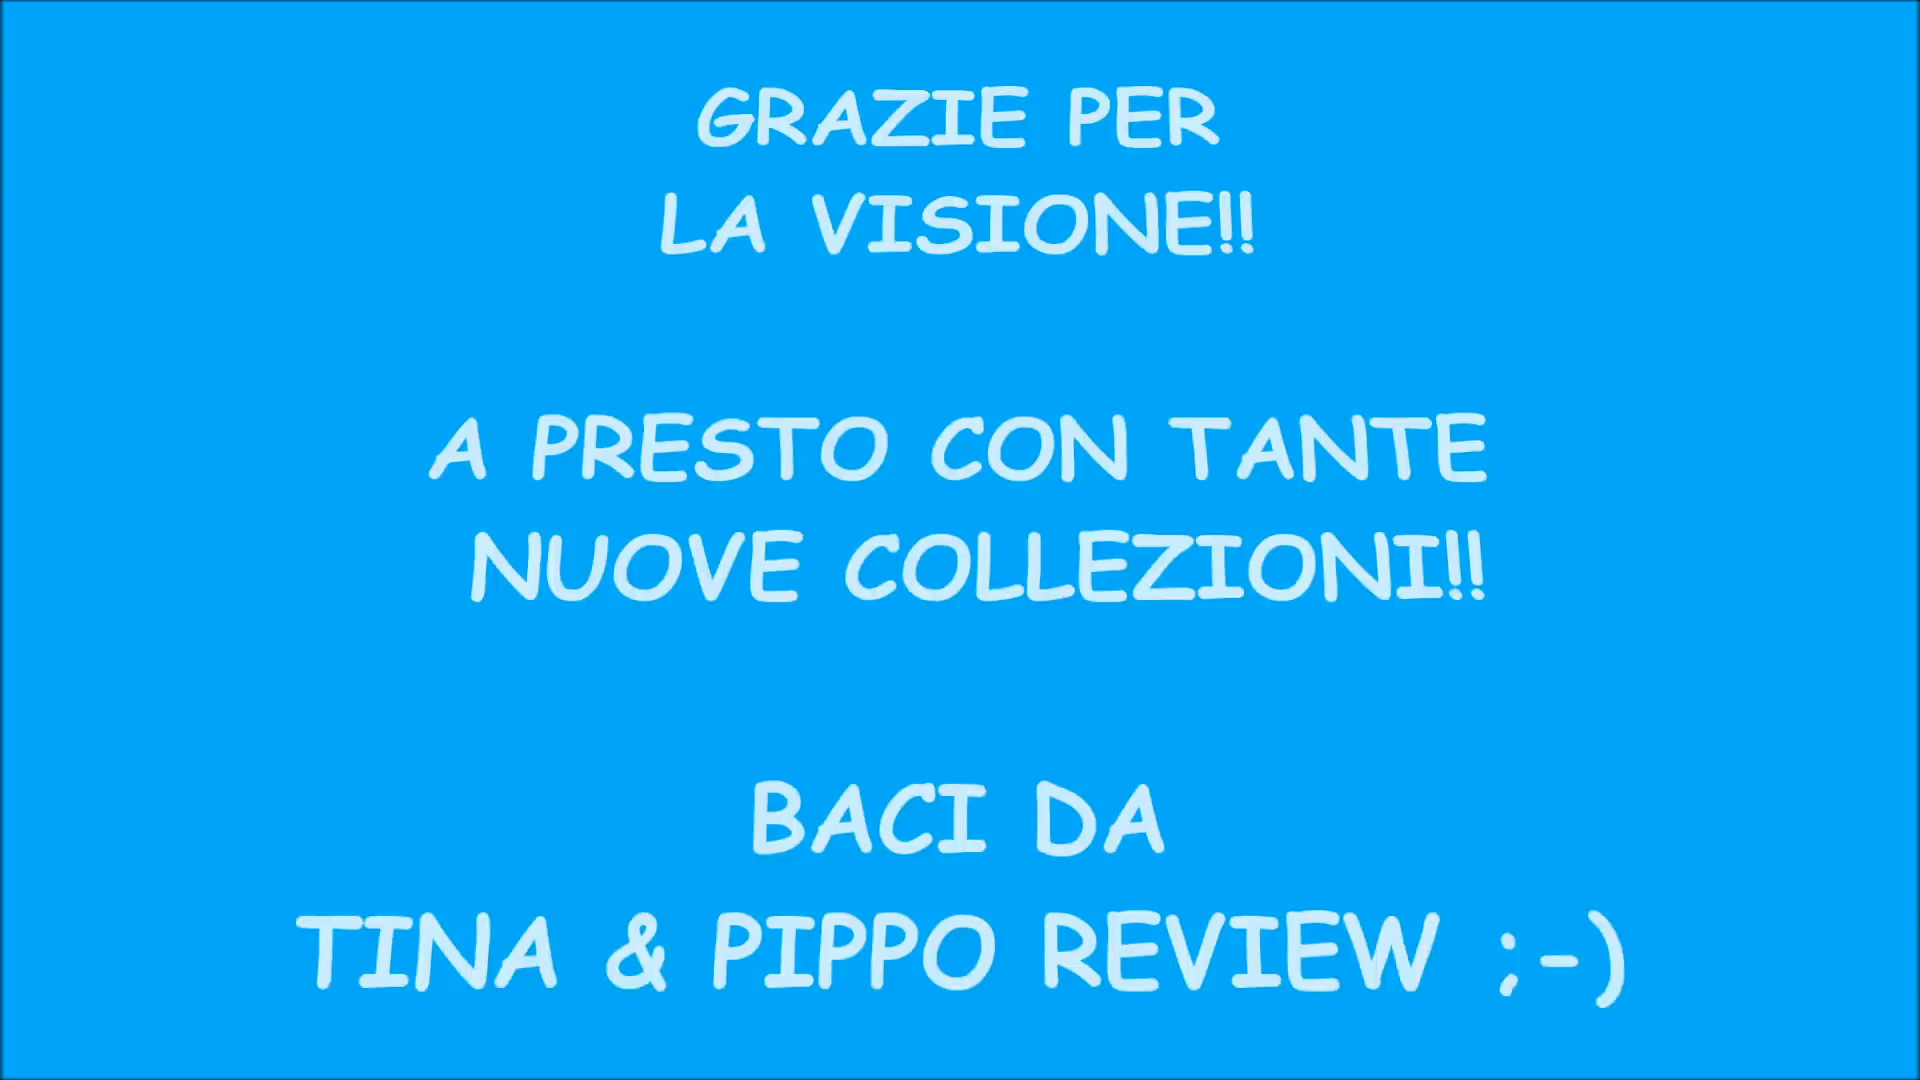 GRAZIE PER
LA VISIONE!!
A PRESTO CON TANTE
NUOVE COLLEZIONI!!
BACI DA
TINA & PIPPO REVIEW ;-)